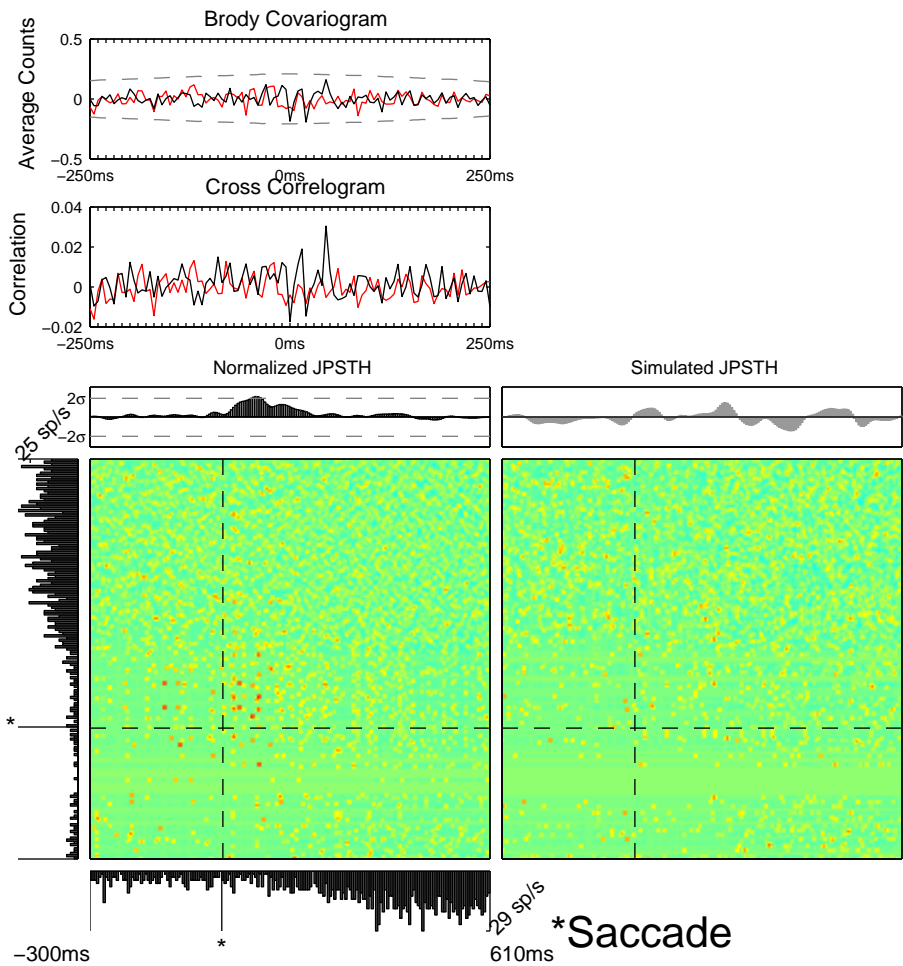 Brody Covariogram
Average Counts
0.5
0
−0.5
−250ms
0ms
250ms
Cross Correlogram
Correlation
0.04
0.02
0
−0.02
−250ms
0ms
250ms
Normalized JPSTH
Simulated JPSTH
2σ
−2σ
25 sp/s
*
*
29 sp/s
−300ms
610ms
*Saccade